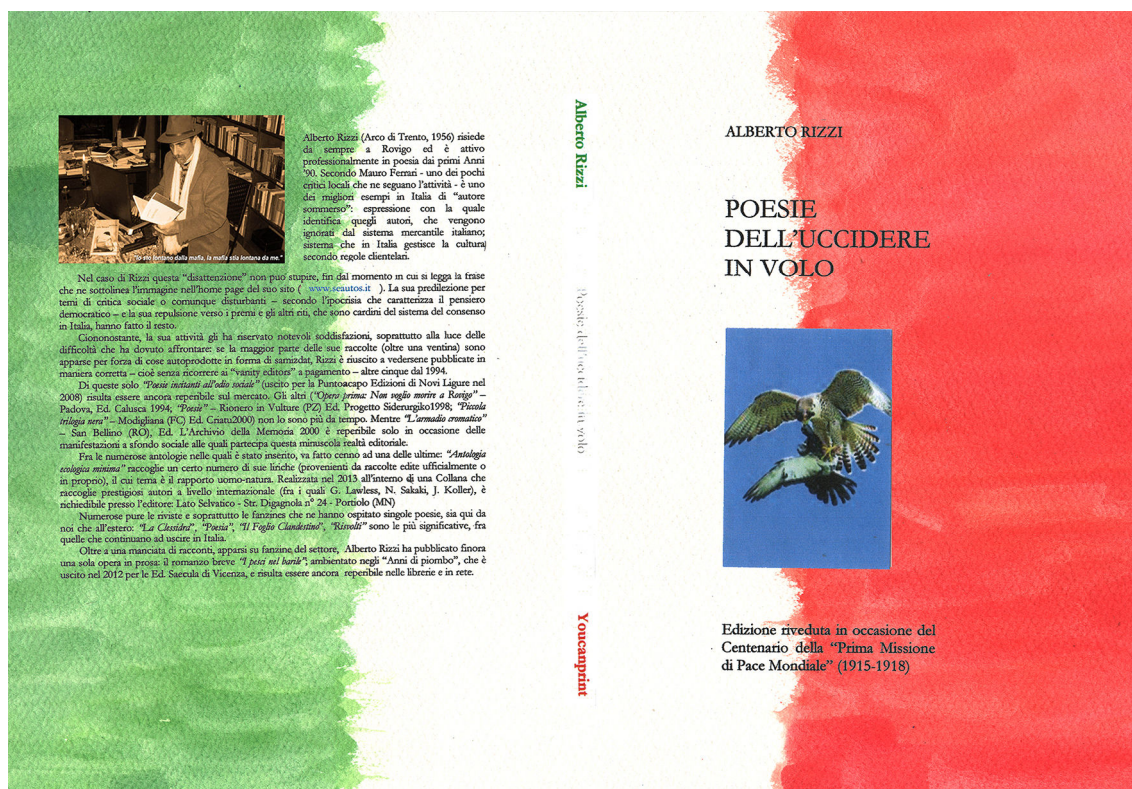 Alberto Rizzi (Arco di Trento, 1956) risiede
da sempre a Rovigo ed è attivo
professionalmente in poesia dai primi Anni
'90. Secondo Mauro Ferrari - uno dei pochi
critici locali che ne seguano l'attività - è uno
dei migliori esempi in Italia di "autore
sommerso": espressione con la quale
identifica quegli autori, che vengono
ignorati dal sistema mercantile italiano;
sistema che in Italia gestisce la cultura
secondo regole clientelari.
"Io sto lontano dalla mafia, la mafia stia lontana da me."
Nel caso di Rizzi questa "disattenzione" non può stupire, fin dal momento in cui si legga la frase
che ne sottolinea l'immagine nell'home page del suo sito ( www.seautos.it ). La sua predilezione per
temi di critica sociale o comunque disturbanti – secondo l'ipocrisia che caratterizza il pensiero
democratico – e la sua repulsione verso i premi e gli altri riti, che sono cardini del sistema del consenso
in Italia, hanno fatto il resto.
Ciononostante, la sua attività gli ha riservato notevoli soddisfazioni, soprattutto alla luce delle
difficoltà che ha dovuto affrontare: se la maggior parte delle sue raccolte (oltre una ventina) sono
apparse per forza di cose autoprodotte in forma di samizdat, Rizzi è riuscito a vedersene pubblicate in
maniera corretta – cioè senza ricorrere ai "vanity editors" a pagamento – altre cinque dal 1994.
Di queste solo "Poesie incitanti all'odio sociale" (uscito per la Puntoacapo Edizioni di Novi Ligure nel
2008) risulta essere ancora reperibile sul mercato. Gli altri ("Opera prima: Non voglio morire a Rovigo" –
Padova, Ed. Calusca 1994; "Poesie" – Rionero in Vulture (PZ) Ed. Progetto Siderurgiko1998; "Piccola
trilogia nera" – Modigliana (FC) Ed. Criatu2000) non lo sono più da tempo. Mentre "L'armadio cromatico"
– San Bellino (RO), Ed. L'Archivio della Memoria 2000 è reperibile solo in occasione delle
manifestazioni a sfondo sociale alle quali partecipa questa minuscola realtà editoriale.
Fra le numerose antologie nelle quali è stato inserito, va fatto cenno ad una delle ultime: "Antologia
ecologica minima" raccoglie un certo numero di sue liriche (provenienti da raccolte edite ufficialmente o
in proprio), il cui tema è il rapporto uomo-natura. Realizzata nel 2013 all'interno di una Collana che
raccoglie prestigiosi autori a livello internazionale (fra i quali G. Lawless, N. Sakaki, J. Koller), è
richiedibile presso l'editore: Lato Selvatico - Str. Digagnola n° 24 - Portiolo (MN)
Numerose pure le riviste e soprattutto le fanzines che ne hanno ospitato singole poesie, sia qui da
noi che all'estero: "La Clessidra", "Poesia", "Il Foglio Clandestino", "Risvolti" sono le più significative, fra
quelle che continuano ad uscire in Italia.
Oltre a una manciata di racconti, apparsi su fanzine del settore, Alberto Rizzi ha pubblicato finora
una sola opera in prosa: il romanzo breve "I pesci nel barile", ambientato negli "Anni di piombo", che è
uscito nel 2012 per le Ed. Saecula di Vicenza, e risulta essere ancora reperibile nelle librerie e in rete.
Alberto Rizzi
Poesie dell'uccidere in volo
Youcanprint
ALBERTO RIZZI
POESIE
DELL'UCCIDERE
IN VOLO
Edizione riveduta in occasione del
Centenario della "Prima Missione
di Pace Mondiale" (1915-1918)